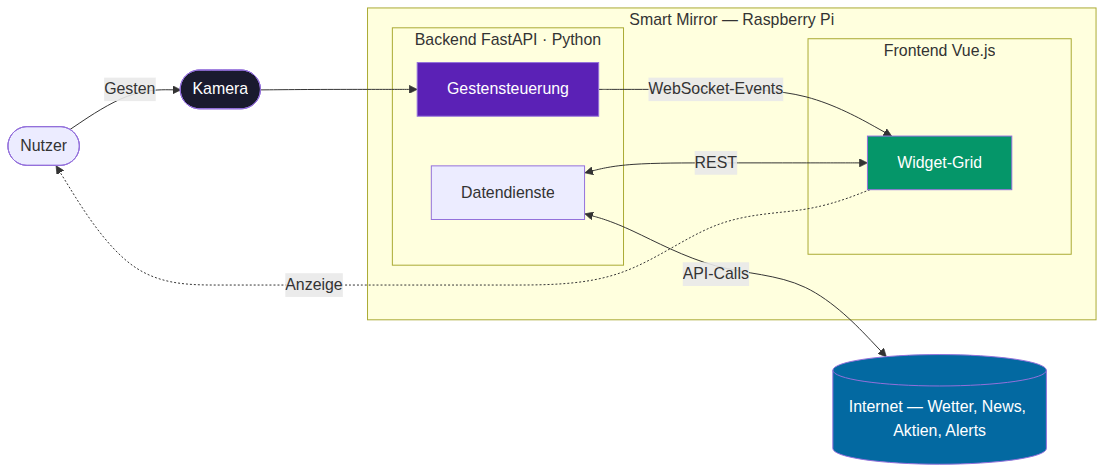 Smart Mirror — Raspberry Pi
Backend FastAPI · Python
Frontend Vue.js
Gesten
Kamera
Gestensteuerung
WebSocket-Events
Nutzer
Widget-Grid
REST
Datendienste
API-Calls
Anzeige
Internet — Wetter, News,
Aktien, Alerts